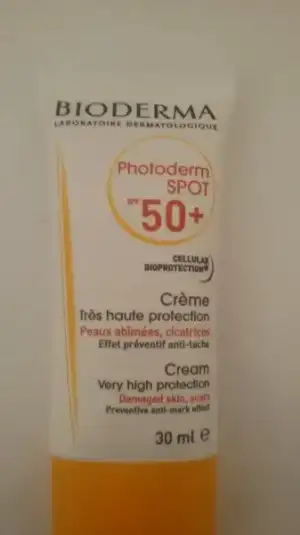 BIODERMA
LABORATOIRE DERMATOLOGIQUE
Photoderm
SPOT
SPF 50+
CELLULAR
BIOPROTECTION®
Crème
Très haute protection
Peaux abîmées, cicatrices
Effet préventif anti-tache
Cream
Very high protection
Damaged skin, scars
Preventive anti-mark effect
30 ml e